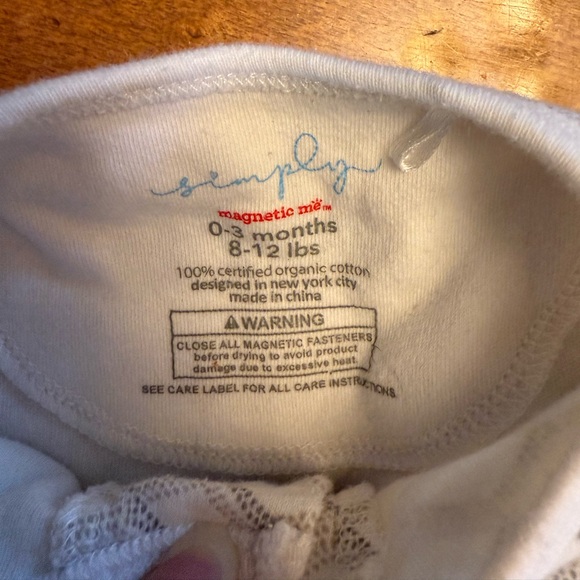 simply
magnetic më™
0-3 months
8-12 lbs
100% certified organic cotton
designed in new york city
made in china
⚠WARNING
CLOSE ALL MAGNETIC FASTENERS
before drying to avoid product
damage due to excessive heat.
SEE CARE LABEL FOR ALL CARE INSTRUCTIONS